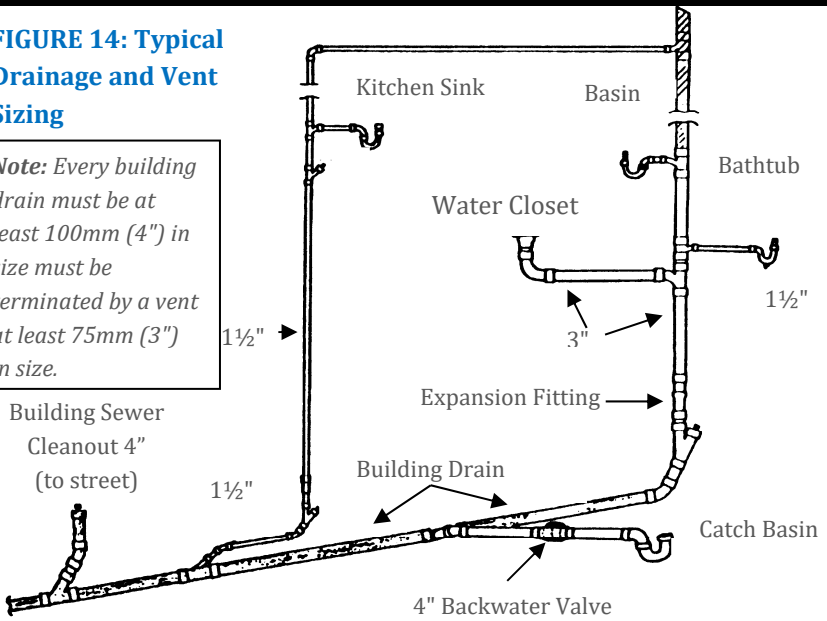 FIGURE 14: Typical
Drainage and Vent
Sizing
Note: Every building
drain must be at
least 100mm (4") in
size must be
terminated by a vent
at least 75mm (3")
in size.
Kitchen Sink
Basin
Bathtub
Water Closet
1½"
3"
1½"
Expansion Fitting
Building Sewer
Cleanout 4”
(to street)
1½"
Building Drain
Catch Basin
4" Backwater Valve